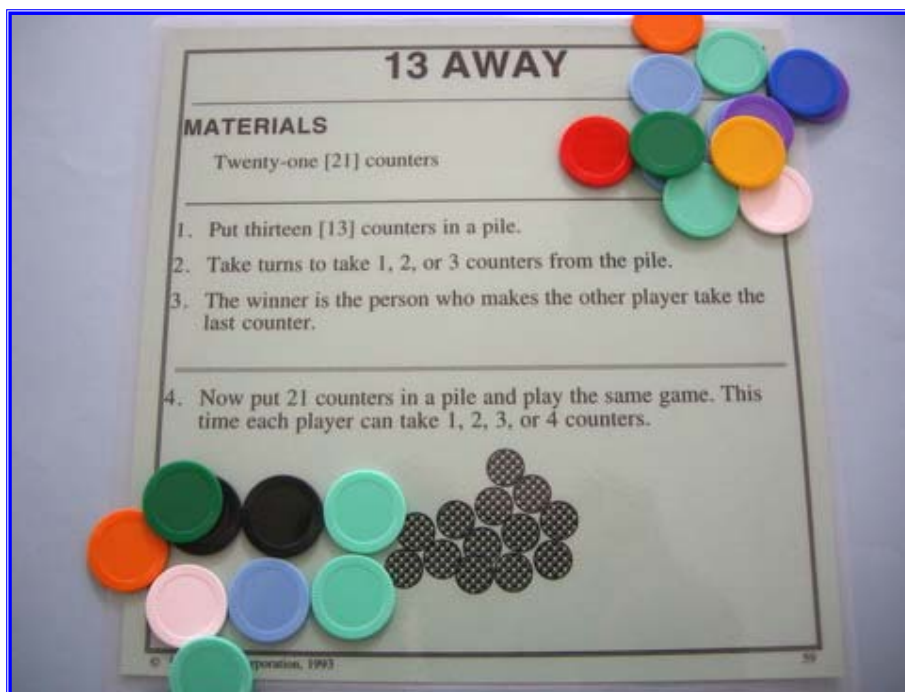 13 AWAY
MATERIALS
Twenty-one [21] counters
1. Put thirteen [13] counters in a pile.
2. Take turns to take 1, 2, or 3 counters from the pile.
3. The winner is the person who makes the other player take the
last counter.
4. Now put 21 counters in a pile and play the same game. This
time each player can take 1, 2, 3, or 4 counters.
© 1993
59